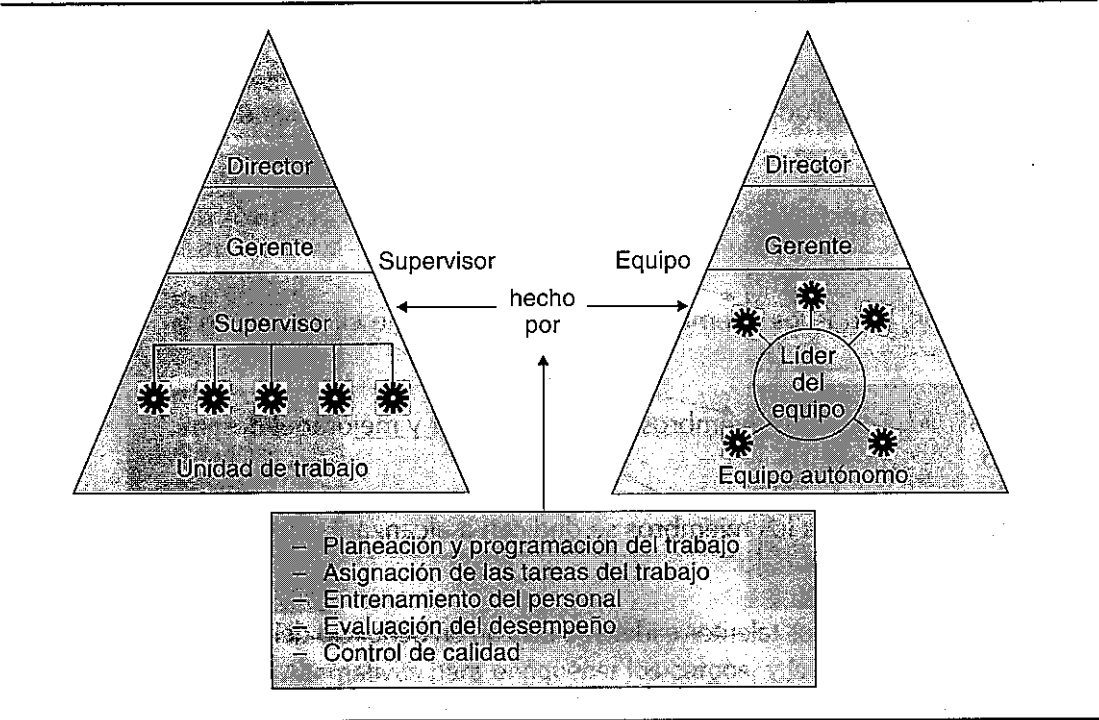 Director
Gerente
Supervisor
Supervisor
Unidad de trabajo
hecho
por
Equipo
Director
Gerente
Líder
del
equipo
Equipo autónomo
– Planeación y programación del trabajo
– Asignación de las tareas del trabajo
– Entrenamiento del personal
– Evaluación del desempeño
– Control de calidad